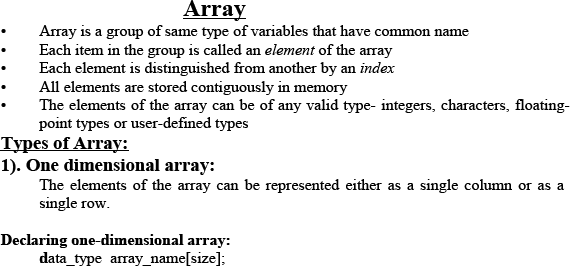 Array
• Array is a group of same type of variables that have common name
• Each item in the group is called an element of the array
• Each element is distinguished from another by an index
• All elements are stored contiguously in memory
• The elements of the array can be of any valid type- integers, characters, floating-
point types or user-defined types
Types of Array:
1). One dimensional array:
The elements of the array can be represented either as a single column or as a
single row.
Declaring one-dimensional array:
data_type array_name[size];